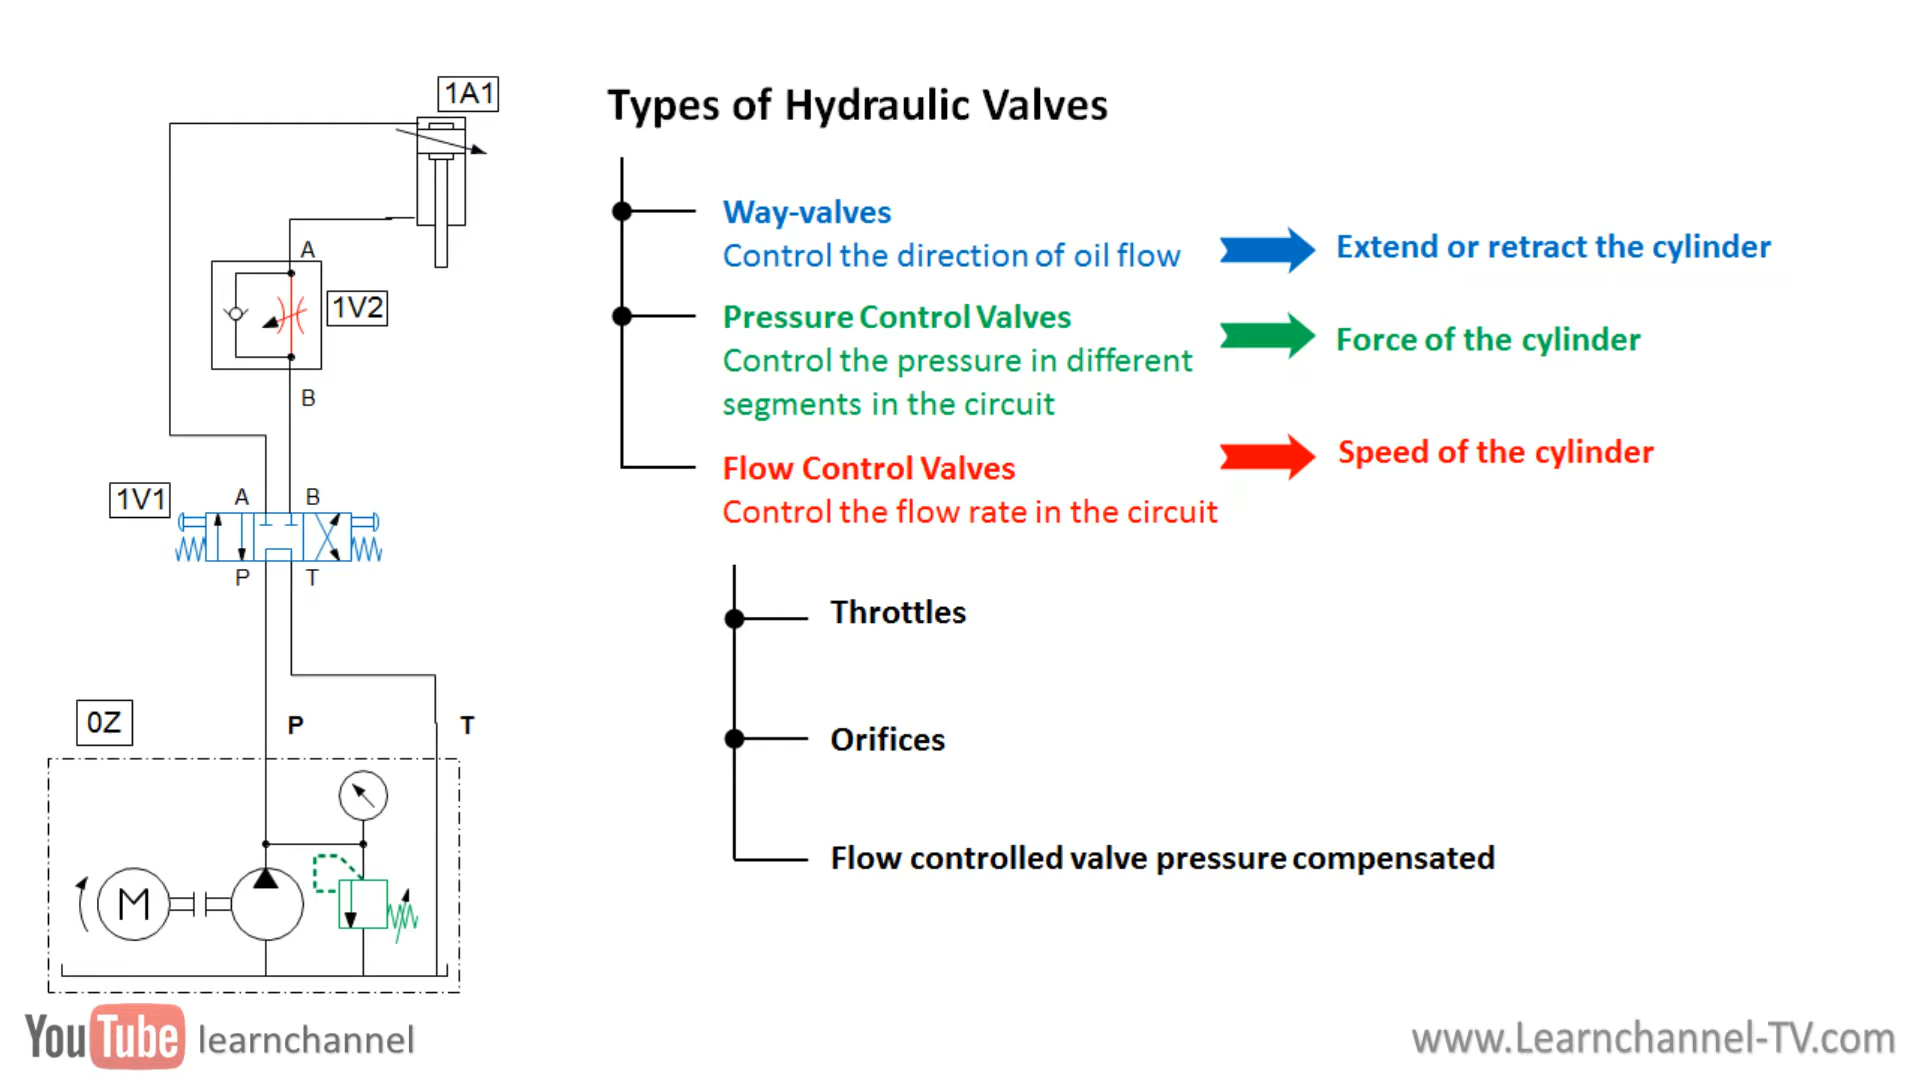 1A1
A
1V2
B
1V1
A B
P T
0Z
P T
M
Types of Hydraulic Valves
Way-valves
Control the direction of oil flow
Extend or retract the cylinder
Pressure Control Valves
Control the pressure in different
segments in the circuit
Force of the cylinder
Flow Control Valves
Control the flow rate in the circuit
Speed of the cylinder
Throttles
Orifices
Flow controlled valve pressure compensated
YouTube learnchannel
www.Learnchannel-TV.com